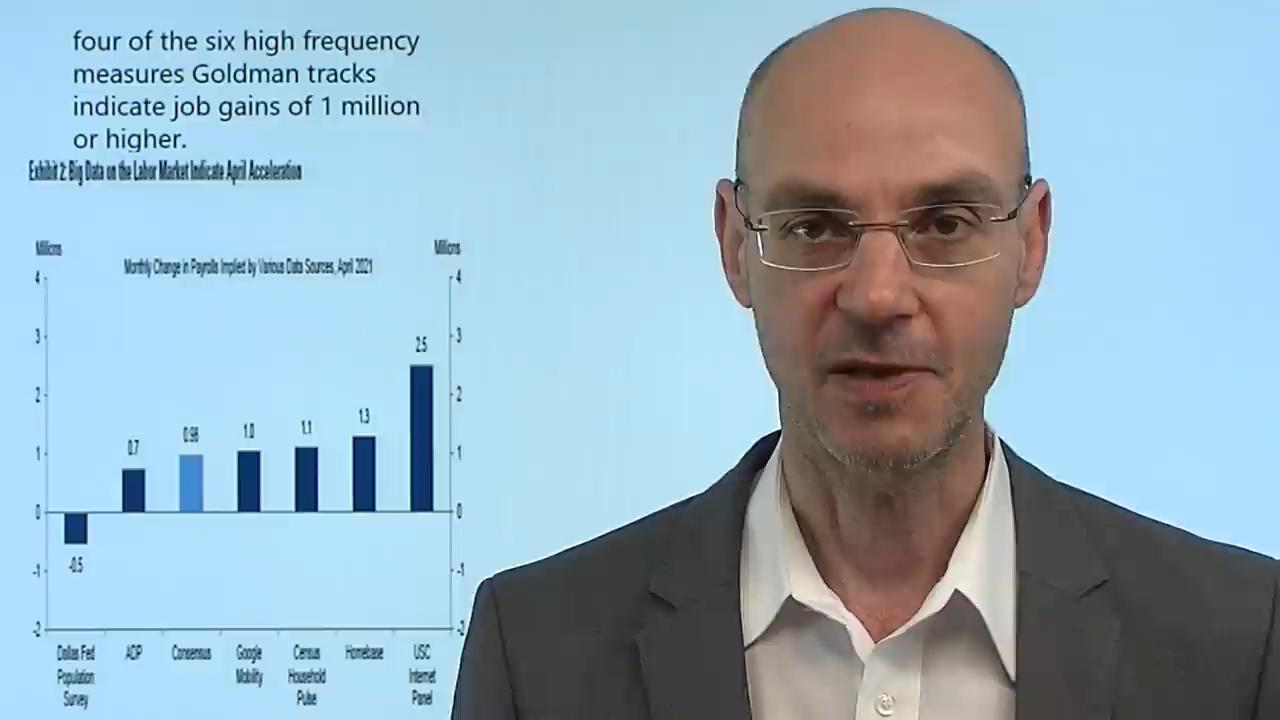 four of the six high frequency
measures Goldman tracks
indicate job gains of 1 million
or higher.
Exhibit 2: Big Data on the Labor Market Indicate April Acceleration
Millions
Millions
Monthly Change in Payrolls Implied by Various Data Sources, April 2021
4
4
3
3
2.5
2
2
1.3
1.1
1.0
0.98
0.7
1
1
0
0
-0.5
-1
-1
-2
-2
Dallas Fed
Population
Survey
ADP
Consensus
Google
Mobility
Census
Household
Pulse
Homebase
USC
Internet
Panel